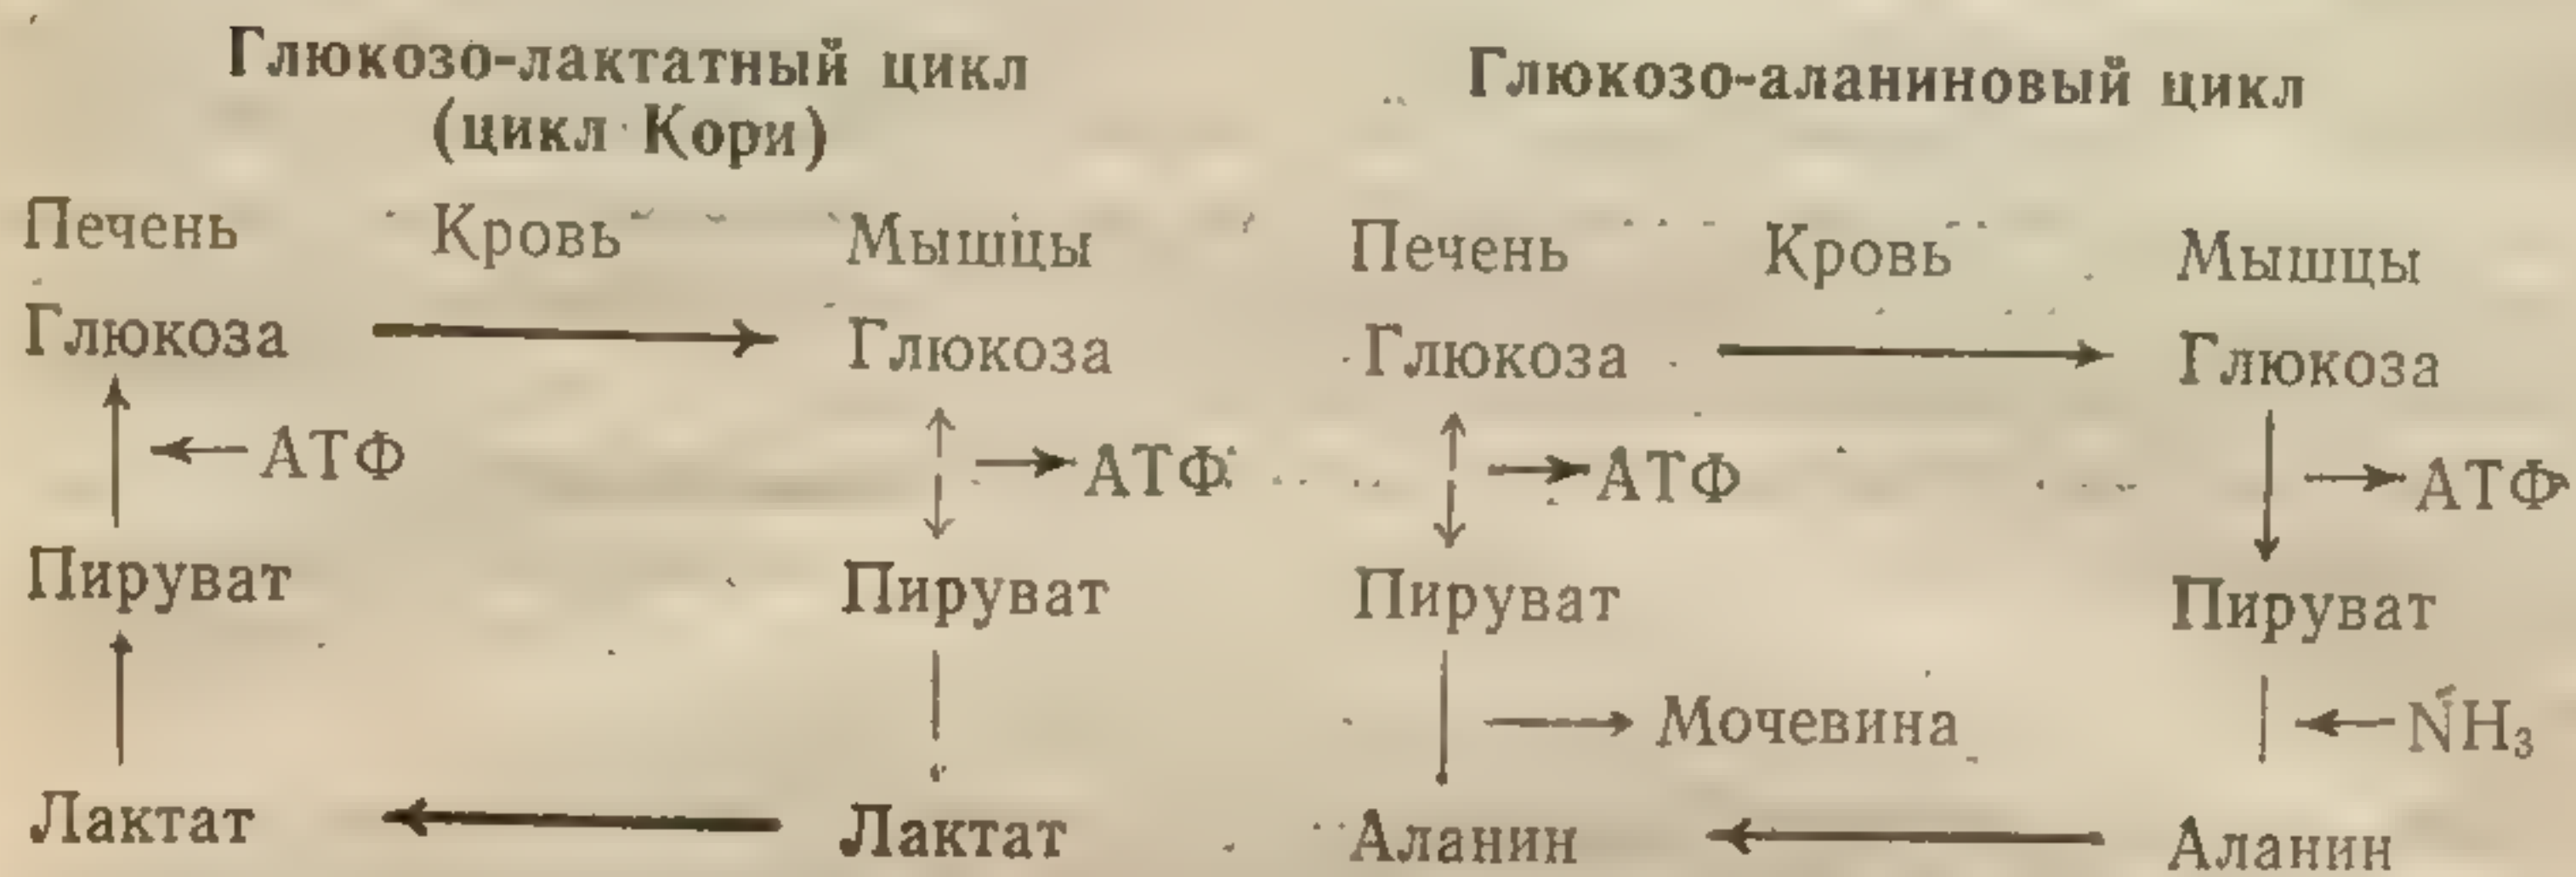 Глюкозо-лактатный цикл
(цикл Кори)
Печень Кровь Мышцы
Глюкоза Глюкоза
АТФ АТФ
Пируват Пируват
Лактат Лактат
Глюкозо-аланиновый цикл
Печень Кровь Мышцы
Глюкоза Глюкоза
АТФ АТФ
Пируват Пируват
Мочевина NH₃
Аланин Аланин